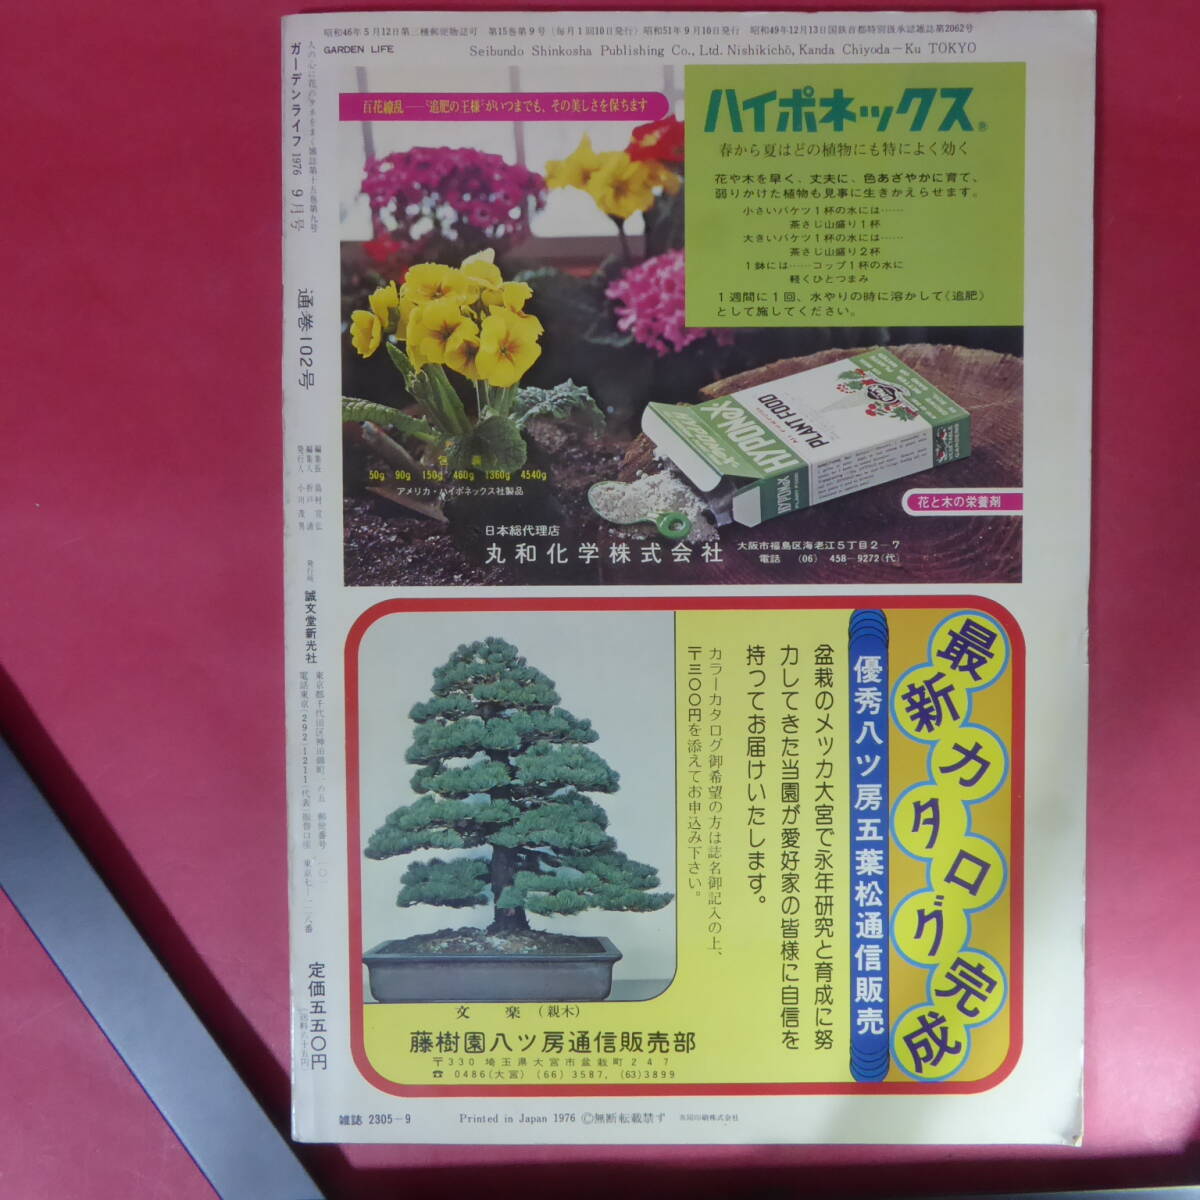 昭和46年5月12日第三種郵便物認可 第15巻第9号(毎月1回10日発行)昭和51年9月10日発行 昭和49年12月13日国鉄首都特別扱承認雑誌第2062号
GARDEN LIFE
Seibundo Shinkosha Publishing Co., Ltd. Nishikichō, Kanda Chiyoda-Ku TOKYO
人の心に花のタネをまく雑誌第十五巻第九号
ガーデンライフ 1976 9月号
通巻102号
発行所 誠文堂新光社
定価五五〇円
百花繚乱──“追肥の王様”がいつまでも、その美しさを保ちます
ハイポネックス®
春から夏はどの植物にも特によく効く
花や木を早く、丈夫に、色あざやかに育て、
弱りかけた植物も見事に生きかえらせます。
小さいバケツ1杯の水には……
茶さじ山盛り1杯
大きいバケツ1杯の水には……
茶さじ山盛り2杯
1鉢には……コップ1杯の水に
軽くひとつまみ
1週間に1回、水やりの時に溶かして《追肥》
として施してください。
HYPONeX
PLANT FOOD
50g 90g 150g 460g 1360g 4540g
アメリカ・ハイポネックス社製品
花と木の栄養剤
日本総代理店
丸和化学株式会社
大阪市福島区海老江5丁目2-7
電話 (06) 458-9272(代)
最新カタログ完成
優秀八ツ房五葉松通信販売
盆栽のメッカ大宮で永年研究と育成に努
力してきた当園が愛好家の皆様に自信を
持ってお届けいたします。
カラーカタログ御希望の方は誌名御記入の上、
〒三〇〇円を添えてお申込み下さい。
文楽(親木)
藤樹園八ツ房通信販売部
〒330 埼玉県大宮市盆栽町247
☎ 0486(大宮) (66) 3587, (63)3899
雑誌 2305-9
Printed in Japan 1976 ©無断転載禁ず